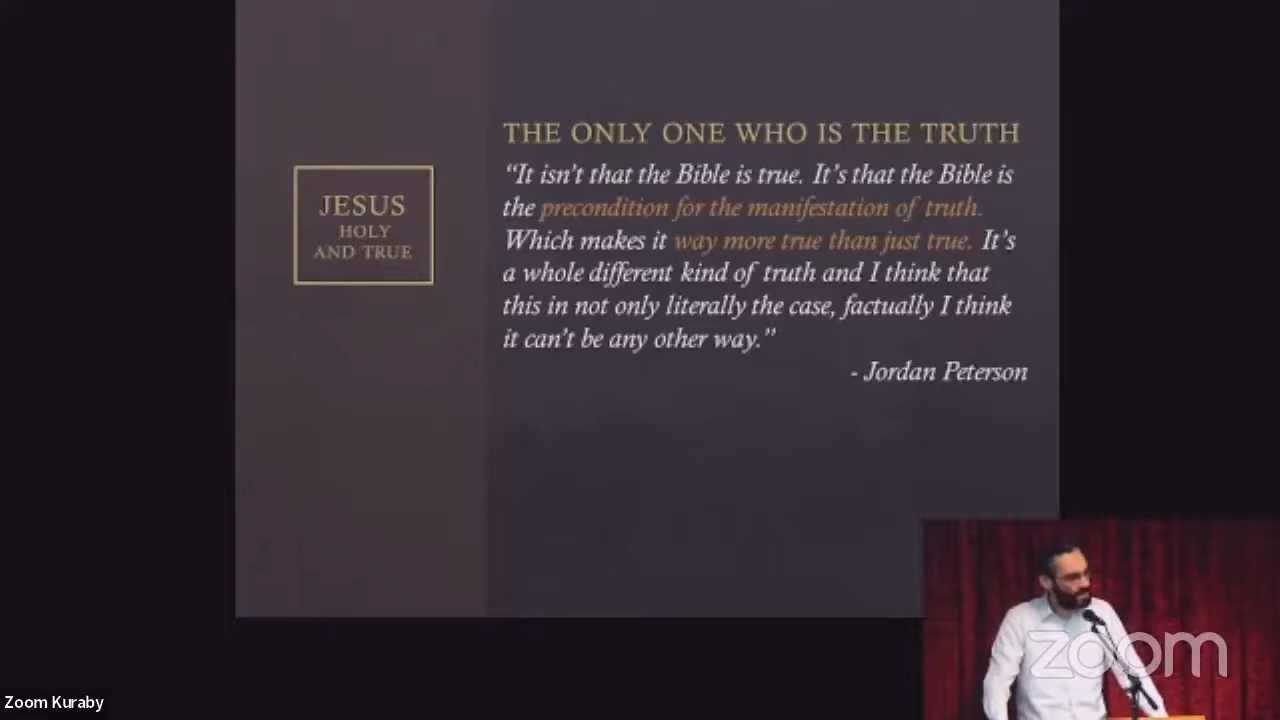 THE ONLY ONE WHO IS THE TRUTH
“It isn’t that the Bible is true. It’s that the Bible is
the precondition for the manifestation of truth.
Which makes it way more true than just true. It’s
a whole different kind of truth and I think that
this in not only literally the case, factually I think
it can’t be any other way.”
- Jordan Peterson
JESUS
HOLY
AND TRUE
zoom
Zoom Kuraby